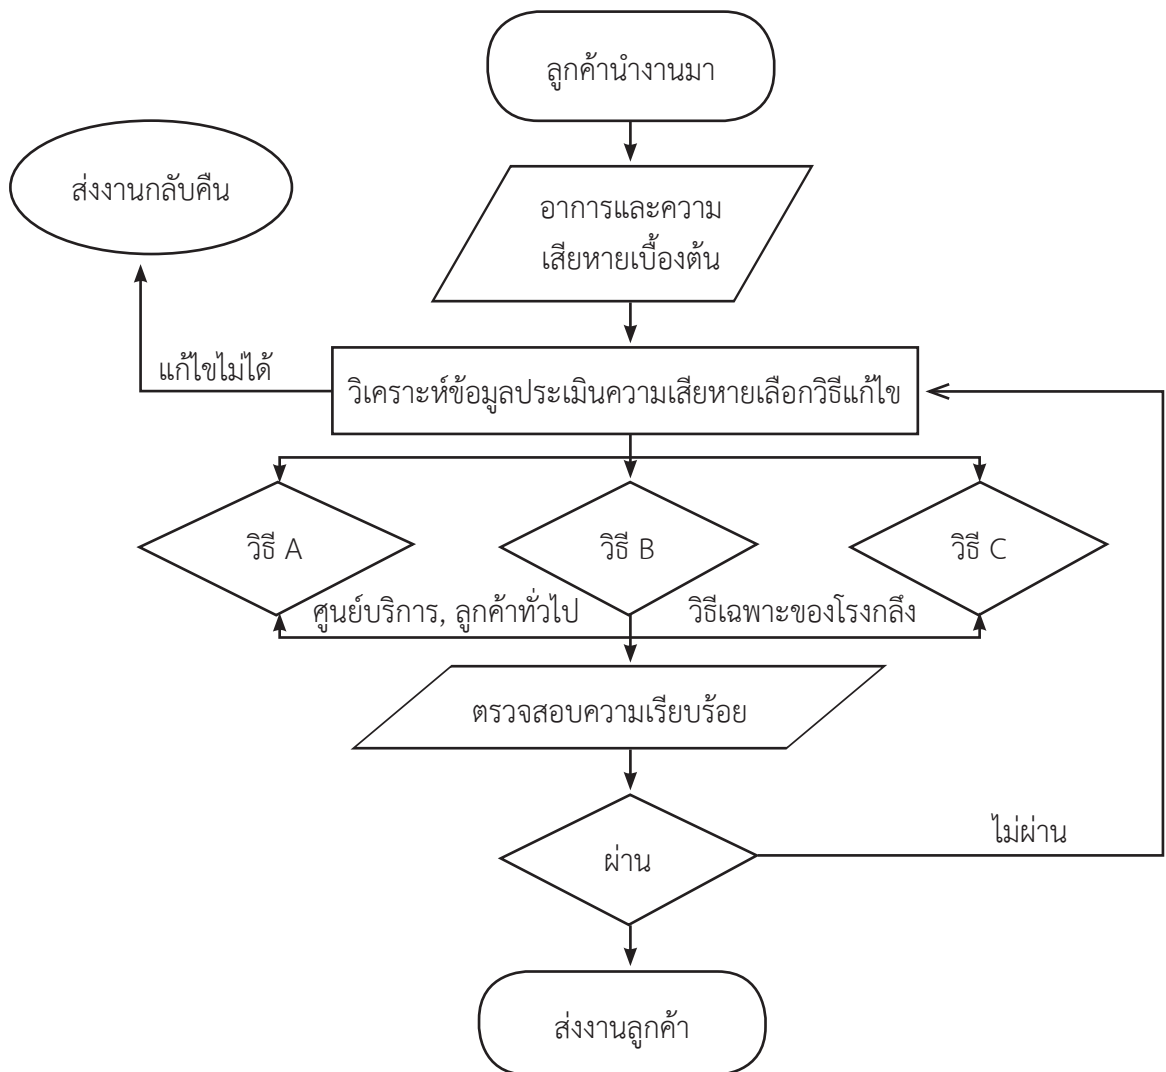 ลูกค้านำงานมา
ส่งงานกลับคืน
อาการและความ
เสียหายเบื้องต้น
แก้ไขไม่ได้
วิเคราะห์ข้อมูลประเมินความเสียหายเลือกวิธีแก้ไข
วิธี A
วิธี B
วิธี C
ศูนย์บริการ, ลูกค้าทั่วไป
วิธีเฉพาะของโรงกลึง
ตรวจสอบความเรียบร้อย
ไม่ผ่าน
ผ่าน
ส่งงานลูกค้า